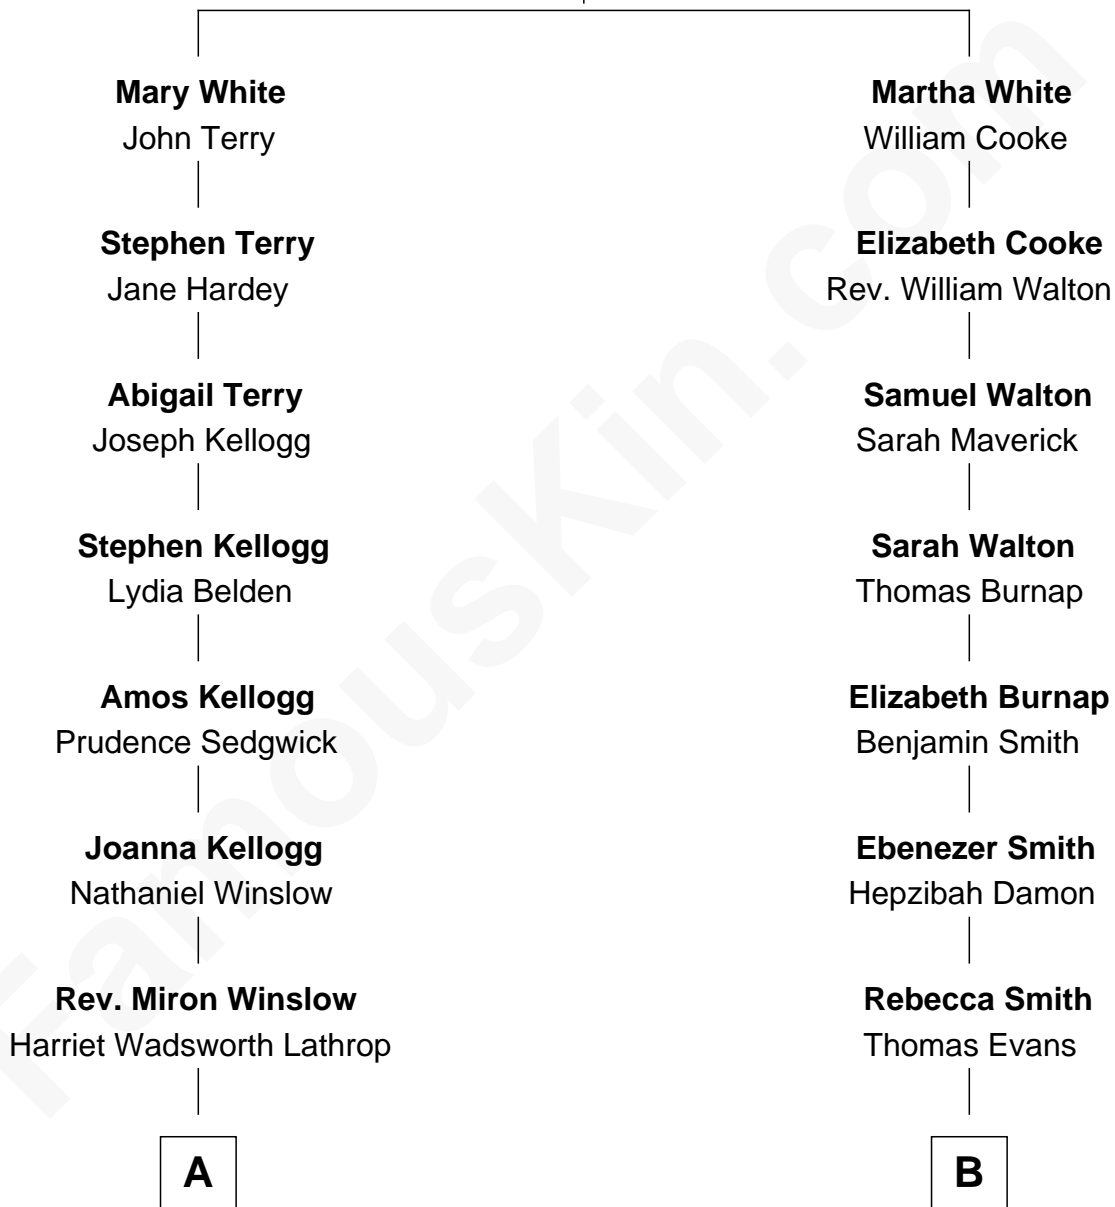 Mary White
John Terry
Stephen Terry
Jane Hardey
Abigail Terry
Joseph Kellogg
Stephen Kellogg
Lydia Belden
Amos Kellogg
Prudence Sedgwick
Joanna Kellogg
Nathaniel Winslow
Rev. Miron Winslow
Harriet Wadsworth Lathrop
A
Martha White
William Cooke
Elizabeth Cooke
Rev. William Walton
Samuel Walton
Sarah Maverick
Sarah Walton
Thomas Burnap
Elizabeth Burnap
Benjamin Smith
Ebenezer Smith
Hepzibah Damon
Rebecca Smith
Thomas Evans
B
FamousKin.com